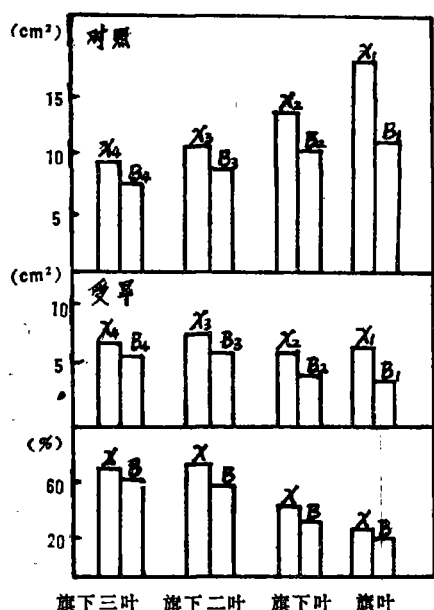 (cm²) 对照
X₁
15
X₂
B₁
10 X₄ X₃ B₂
B₄ B₃
5
(cm²) 受旱
10
X₄ X₃ X₂ X₁
5 B₄ B₃ B₂ B₁
(%)
X B X B
60
X B X B
20
旗下三叶 旗下二叶 旗下叶 旗叶